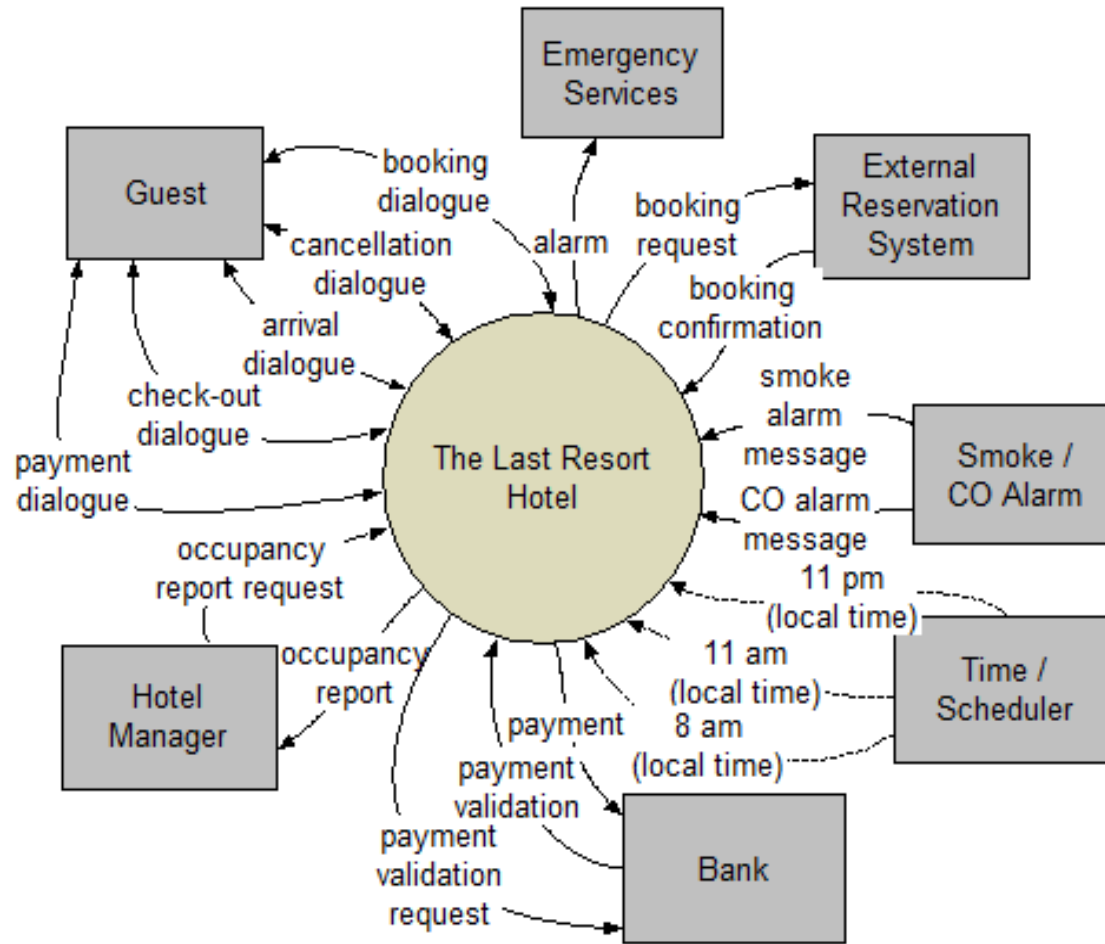 Emergency
Services
Guest
booking
dialogue
External
Reservation
System
booking
request
alarm
cancellation
dialogue
booking
confirmation
arrival
dialogue
smoke
alarm
message
check-out
dialogue
payment
dialogue
The Last Resort
Hotel
Smoke /
CO Alarm
CO alarm
message
occupancy
report request
11 pm
(local time)
Hotel
Manager
occupancy
report
11 am
(local time)
Time /
Scheduler
payment
8 am
(local time)
payment
validation
payment
validation
request
Bank